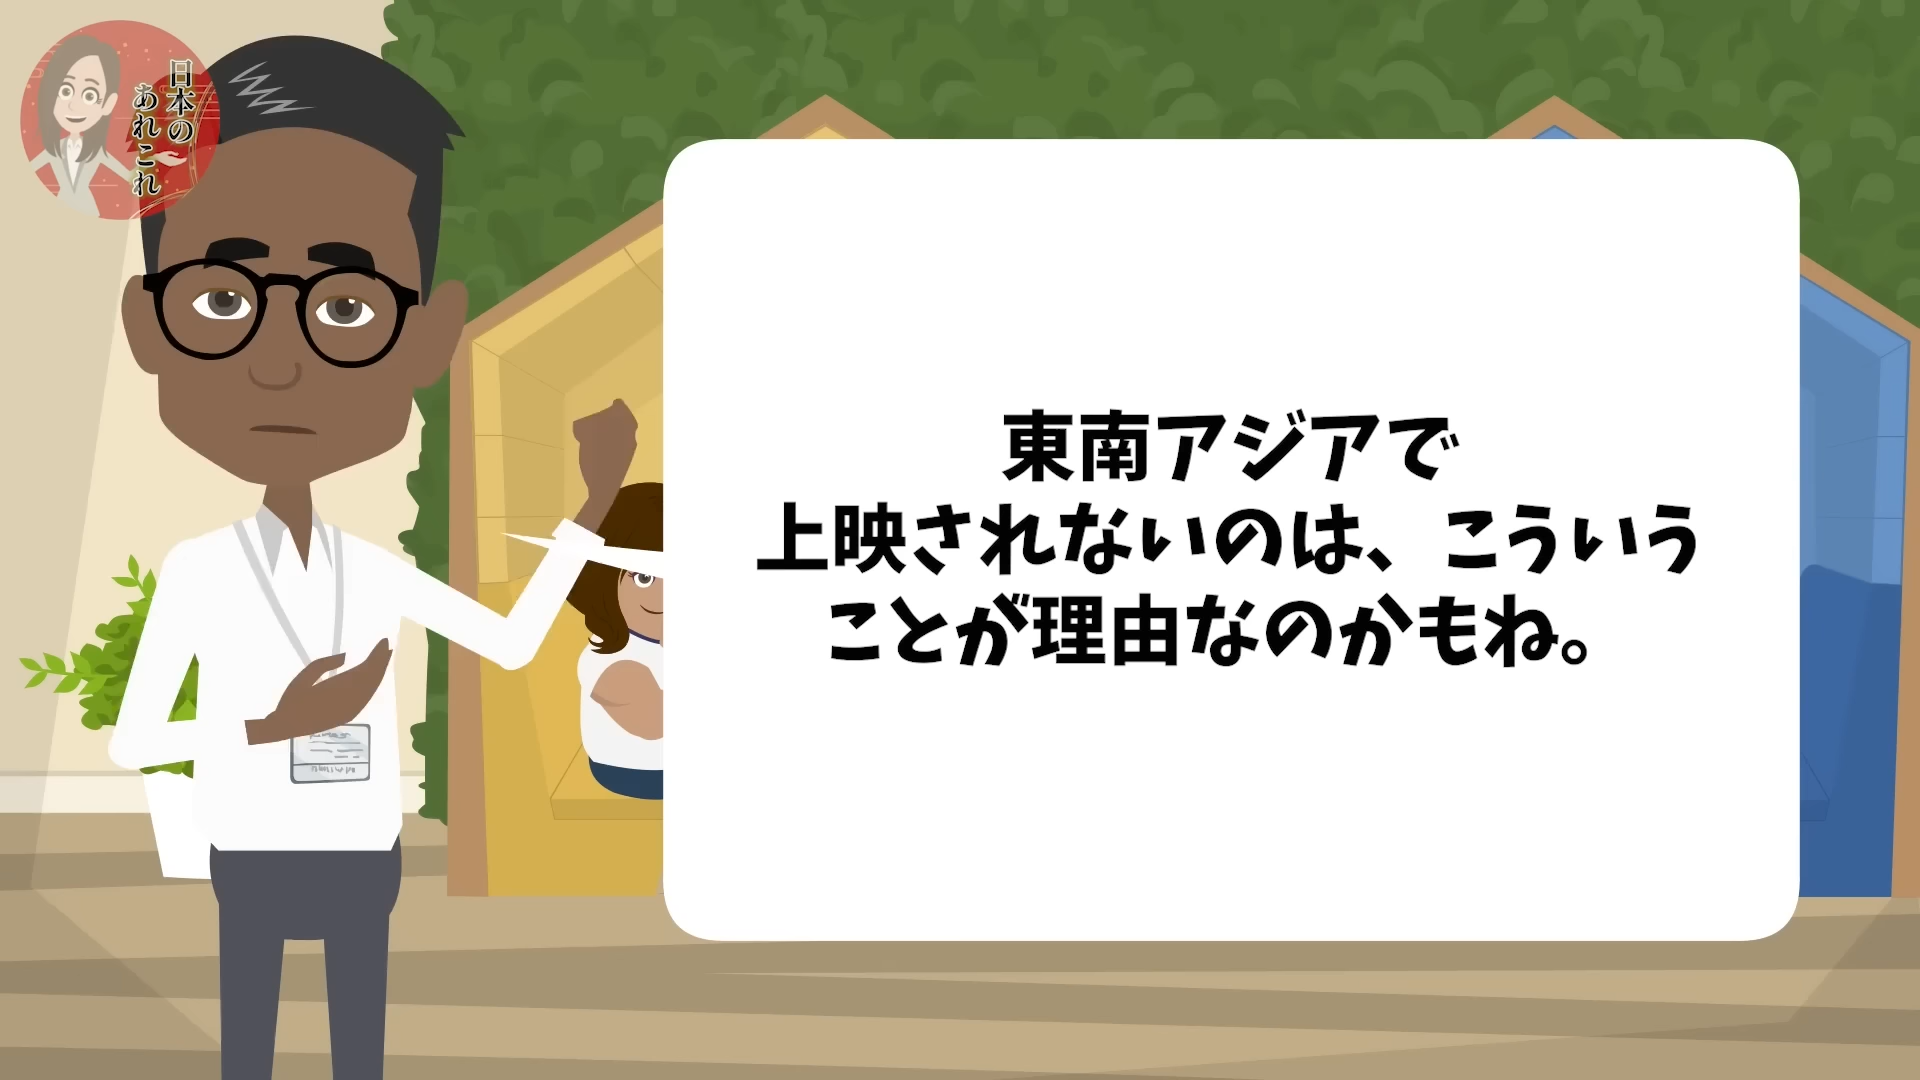 日本の
あれこれ
東南アジアで
上映されないのは、こういう
ことが理由なのかもね。